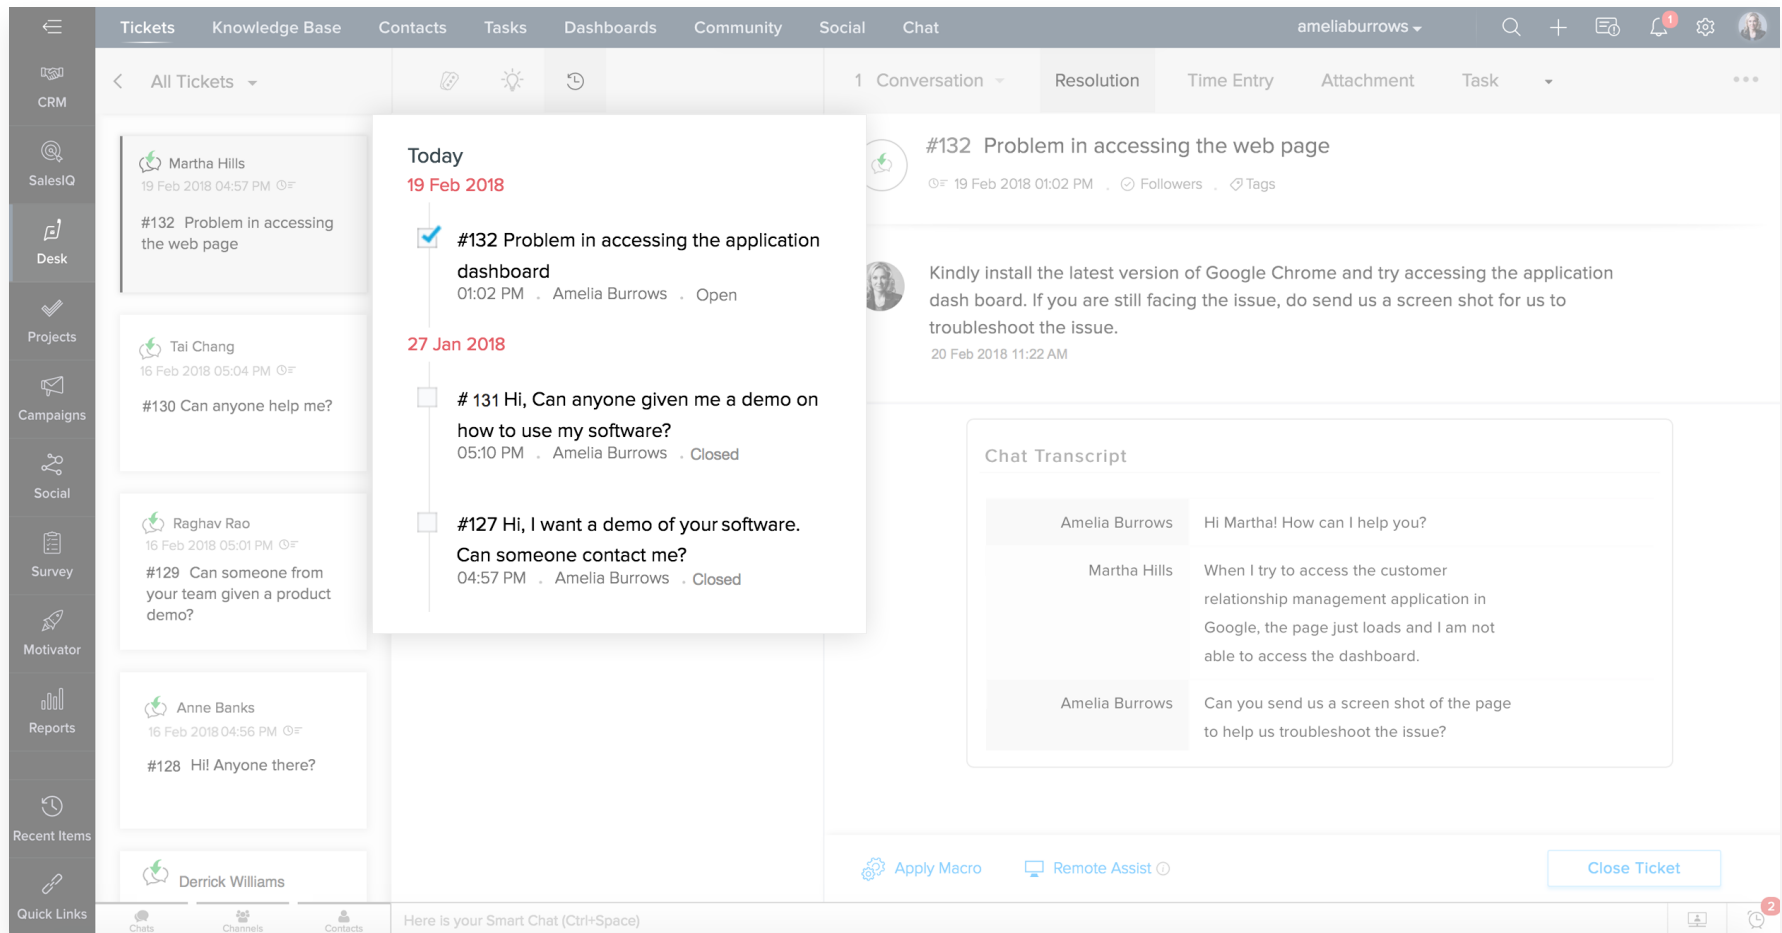 Tickets Knowledge Base Contacts Tasks Dashboards Community Social Chat ameliaburrows 1
CRM
SalesIQ
Desk
Projects
Campaigns
Social
Survey
Motivator
Reports
Recent Items
Quick Links
All Tickets
Martha Hills
19 Feb 2018 04:57 PM
#132 Problem in accessing
the web page
Tai Chang
16 Feb 2018 05:04 PM
#130 Can anyone help me?
Raghav Rao
16 Feb 2018 05:01 PM
#129 Can someone from
your team given a product
demo?
Anne Banks
16 Feb 2018 04:56 PM
#128 Hi! Anyone there?
Derrick Williams
Today
19 Feb 2018
#132 Problem in accessing the application
dashboard
01:02 PM . Amelia Burrows . Open
27 Jan 2018
# 131 Hi, Can anyone given me a demo on
how to use my software?
05:10 PM . Amelia Burrows . Closed
#127 Hi, I want a demo of your software.
Can someone contact me?
04:57 PM . Amelia Burrows . Closed
1 Conversation Resolution Time Entry Attachment Task
#132 Problem in accessing the web page
19 Feb 2018 01:02 PM . Followers . Tags
Kindly install the latest version of Google Chrome and try accessing the application
dash board. If you are still facing the issue, do send us a screen shot for us to
troubleshoot the issue.
20 Feb 2018 11:22 AM
Chat Transcript
Amelia Burrows Hi Martha! How can I help you?
Martha Hills When I try to access the customer
relationship management application in
Google, the page just loads and I am not
able to access the dashboard.
Amelia Burrows Can you send us a screen shot of the page
to help us troubleshoot the issue?
Apply Macro Remote Assist Close Ticket
Chats Channels Contacts Here is your Smart Chat (Ctrl+Space) 2